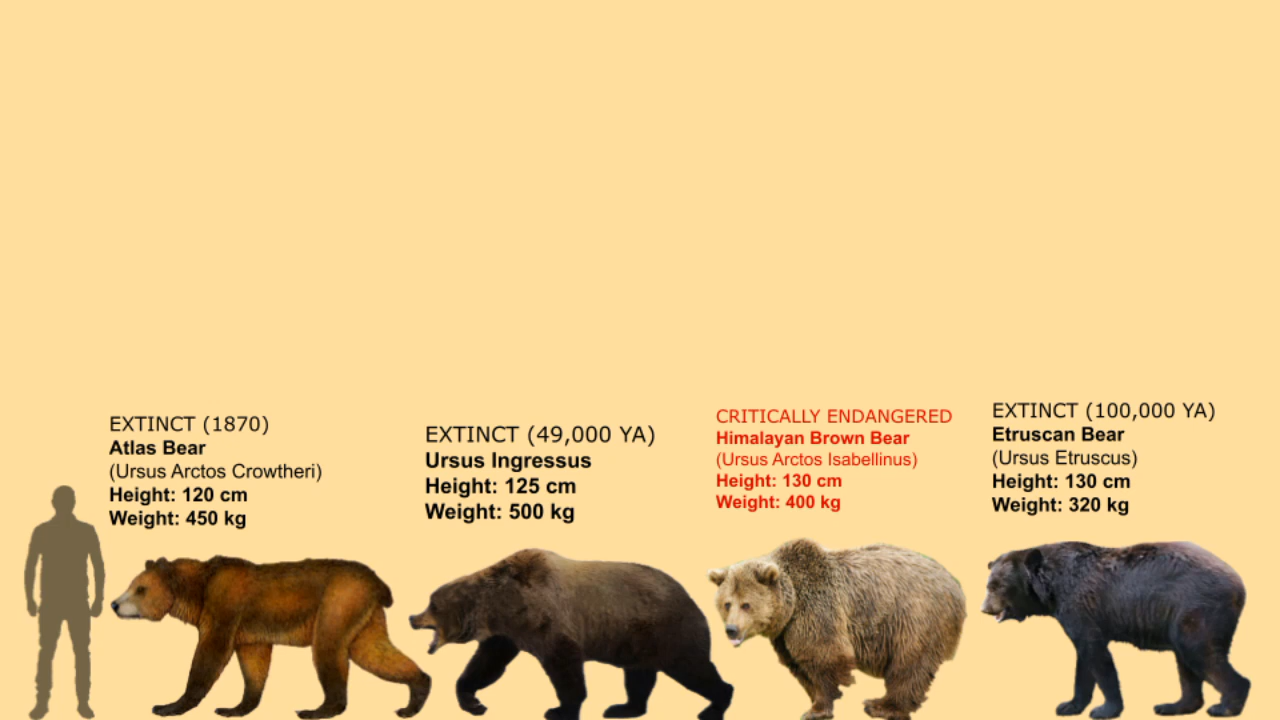 EXTINCT (1870)
Atlas Bear
(Ursus Arctos Crowtheri)
Height: 120 cm
Weight: 450 kg
EXTINCT (49,000 YA)
Ursus Ingressus
Height: 125 cm
Weight: 500 kg
CRITICALLY ENDANGERED
Himalayan Brown Bear
(Ursus Arctos Isabellinus)
Height: 130 cm
Weight: 400 kg
EXTINCT (100,000 YA)
Etruscan Bear
(Ursus Etruscus)
Height: 130 cm
Weight: 320 kg